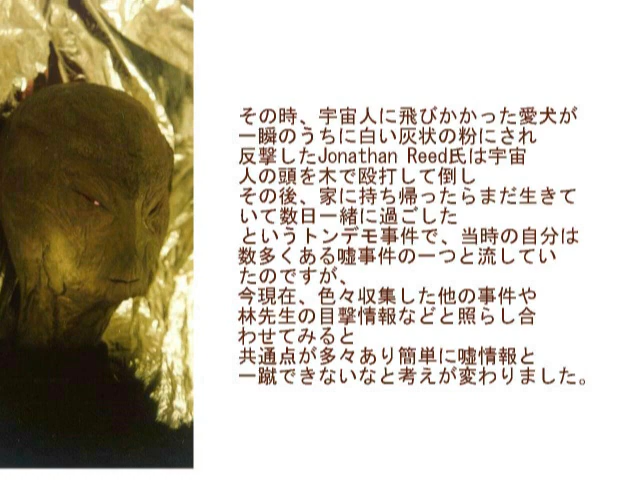 その時、宇宙人に飛びかかった愛犬が
一瞬のうちに白い灰状の粉にされ
反撃したJonathan Reed氏は宇宙
人の頭を木で殴打して倒し
その後、家に持ち帰ったらまだ生きて
いて数日一緒に過ごした
というトンデモ事件で、当時の自分は
数多くある嘘事件の一つと流してい
たのですが、
今現在、色々収集した他の事件や
林先生の目撃情報などと照らし合
わせてみると
共通点が多々あり簡単に嘘情報と
一蹴できないなと考えが変わりました。